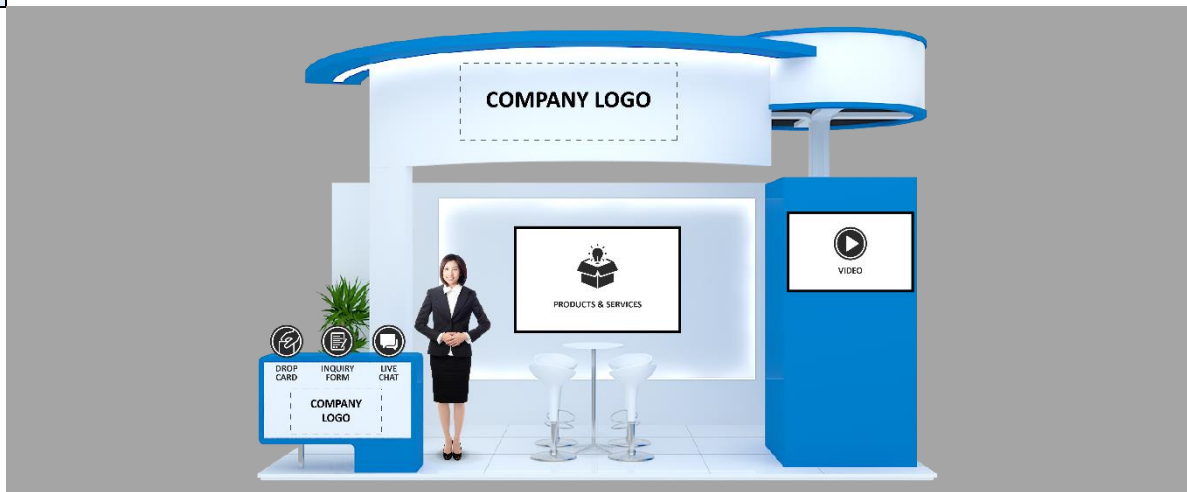 COMPANY LOGO
VIDEO
PRODUCTS & SERVICES
DROP
CARD
INQUIRY
FORM
LIVE
CHAT
COMPANY
LOGO